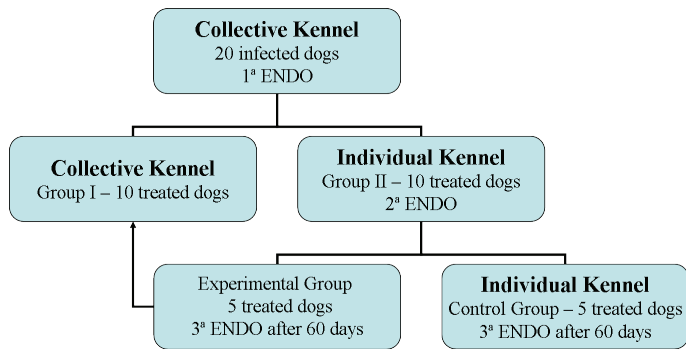 Collective Kennel
20 infected dogs
1ª ENDO
Collective Kennel
Group I – 10 treated dogs
Individual Kennel
Group II – 10 treated dogs
2ª ENDO
Experimental Group
5 treated dogs
3ª ENDO after 60 days
Individual Kennel
Control Group – 5 treated dogs
3ª ENDO after 60 days